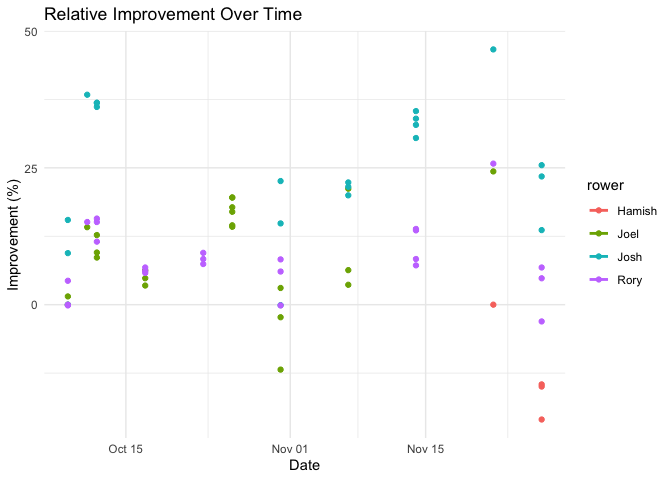 Relative Improvement Over Time
50
25
0
Improvement (%)
Oct 15
Nov 01
Nov 15
Date
rower
Hamish
Joel
Josh
Rory